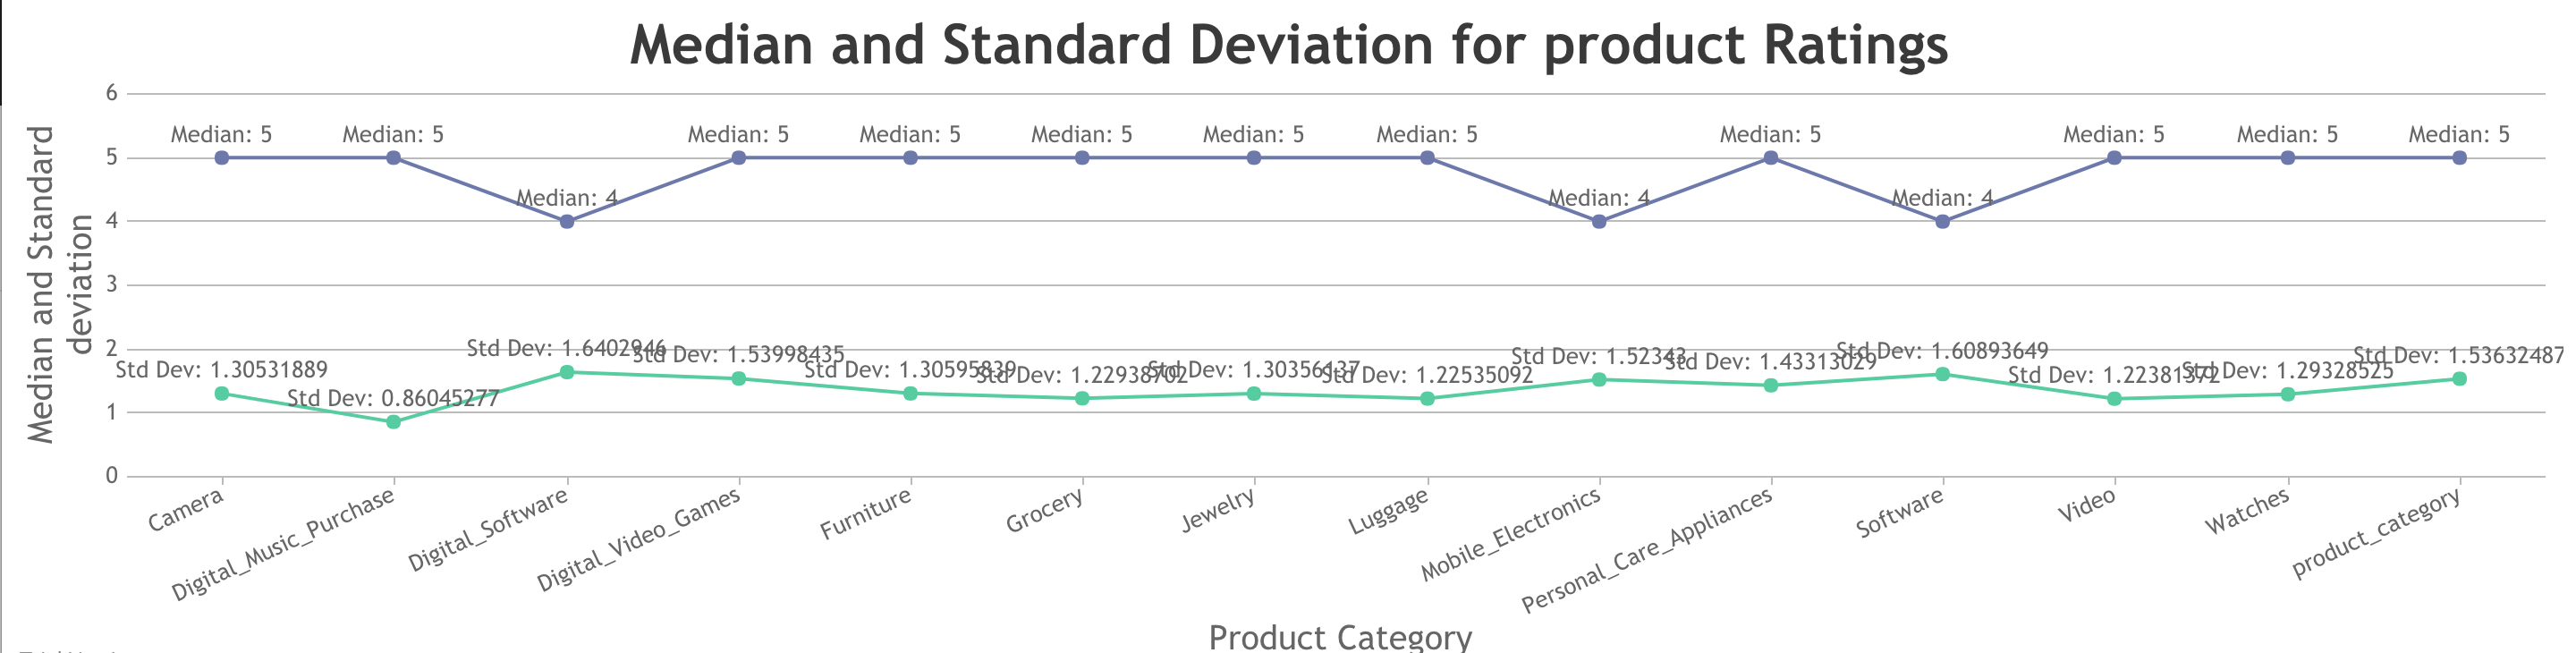 Median and Standard Deviation for product Ratings
Median and Standard
deviation
6
5
4
3
2
1
0
Median: 5
Median: 5
Median: 4
Median: 5
Median: 5
Median: 5
Median: 5
Median: 5
Median: 4
Median: 5
Median: 4
Median: 5
Median: 5
Median: 5
Std Dev: 1.30531889
Std Dev: 0.86045277
Std Dev: 1.6402946
Std Dev: 1.53998435
Std Dev: 1.30595839
Std Dev: 1.22938702
Std Dev: 1.30356137
Std Dev: 1.22535092
Std Dev: 1.52343
Std Dev: 1.43313029
Std Dev: 1.60893649
Std Dev: 1.22381372
Std Dev: 1.29328525
Std Dev: 1.53632487
Camera
Digital_Music_Purchase
Digital_Software
Digital_Video_Games
Furniture
Grocery
Jewelry
Luggage
Mobile_Electronics
Personal_Care_Appliances
Software
Video
Watches
product_category
Product Category